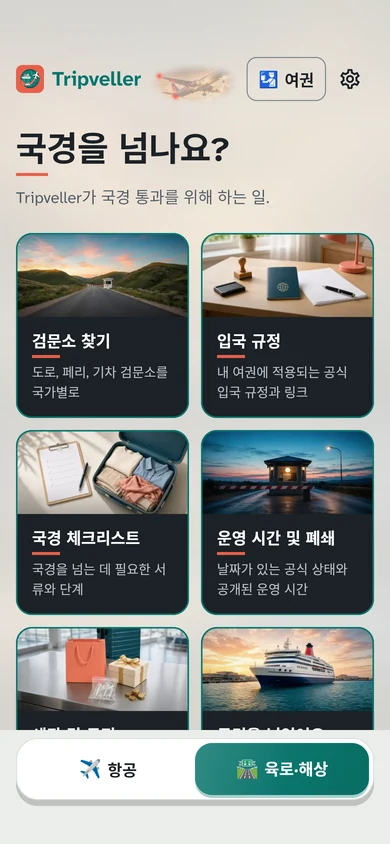 Tripveller
여권
국경을 넘나요?
Tripveller가 국경 통과를 위해 하는 일.
검문소 찾기
도로, 페리, 기차 검문소를
국가별로
입국 규정
내 여권에 적용되는 공식
입국 규정과 링크
국경 체크리스트
국경을 넘는 데 필요한 서
류와 단계
운영 시간 및 폐쇄
날짜가 있는 공식 상태와
공개된 운영 시간
항공
육로·해상